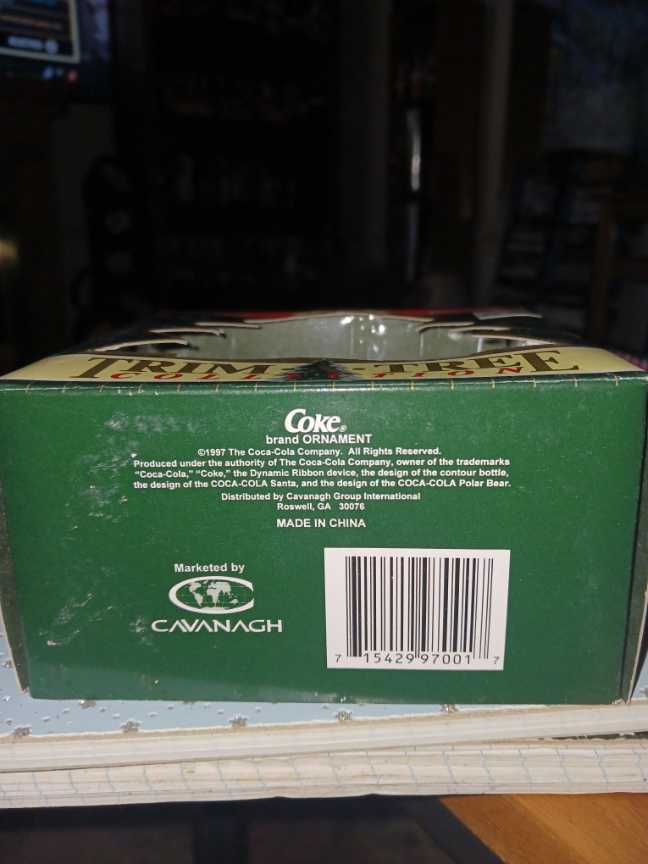 TRIM-A-TREE
COLLECTION
Coke®
brand ORNAMENT
©1997 The Coca-Cola Company. All Rights Reserved.
Produced under the authority of The Coca-Cola Company, owner of the trademarks
"Coca-Cola," "Coke," the Dynamic Ribbon device, the design of the contour bottle,
the design of the COCA-COLA Santa, and the design of the COCA-COLA Polar Bear.
Distributed by Cavanagh Group International
Roswell, GA 30076
MADE IN CHINA
Marketed by
CAVANAGH
7 15429 97001 7